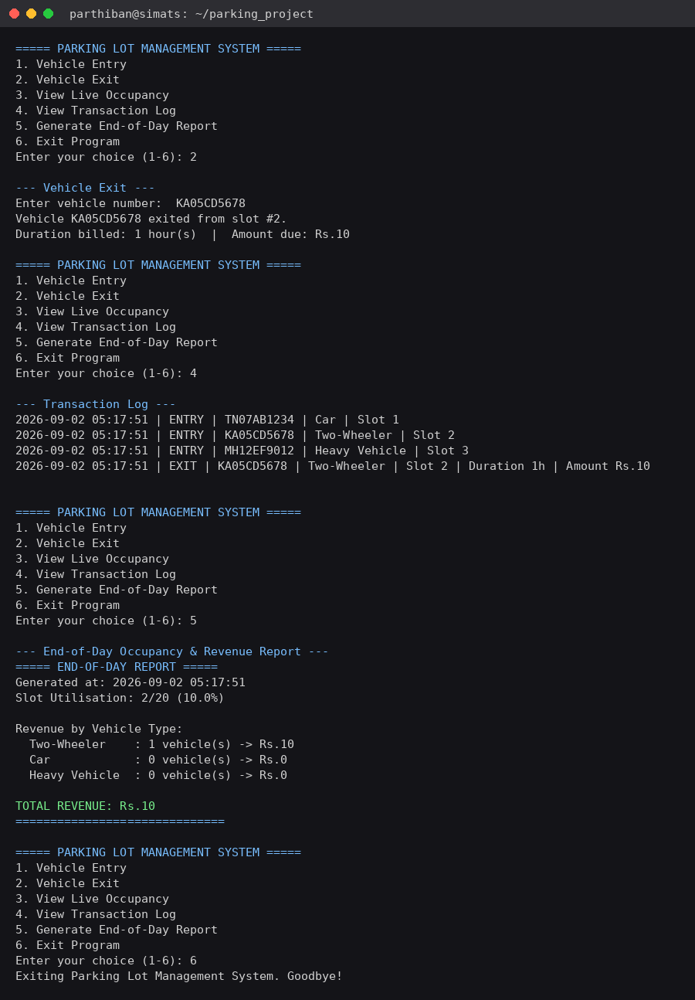 parthiban@simats: ~/parking_project
===== PARKING LOT MANAGEMENT SYSTEM =====
1. Vehicle Entry
2. Vehicle Exit
3. View Live Occupancy
4. View Transaction Log
5. Generate End-of-Day Report
6. Exit Program
Enter your choice (1-6): 2
--- Vehicle Exit ---
Enter vehicle number:  KA05CD5678
Vehicle KA05CD5678 exited from slot #2.
Duration billed: 1 hour(s)  |  Amount due: Rs.10
===== PARKING LOT MANAGEMENT SYSTEM =====
1. Vehicle Entry
2. Vehicle Exit
3. View Live Occupancy
4. View Transaction Log
5. Generate End-of-Day Report
6. Exit Program
Enter your choice (1-6): 4
--- Transaction Log ---
2026-09-02 05:17:51 | ENTRY | TN07AB1234 | Car | Slot 1
2026-09-02 05:17:51 | ENTRY | KA05CD5678 | Two-Wheeler | Slot 2
2026-09-02 05:17:51 | ENTRY | MH12EF9012 | Heavy Vehicle | Slot 3
2026-09-02 05:17:51 | EXIT | KA05CD5678 | Two-Wheeler | Slot 2 | Duration 1h | Amount Rs.10
===== PARKING LOT MANAGEMENT SYSTEM =====
1. Vehicle Entry
2. Vehicle Exit
3. View Live Occupancy
4. View Transaction Log
5. Generate End-of-Day Report
6. Exit Program
Enter your choice (1-6): 5
--- End-of-Day Occupancy & Revenue Report ---
===== END-OF-DAY REPORT =====
Generated at: 2026-09-02 05:17:51
Slot Utilisation: 2/20 (10.0%)
Revenue by Vehicle Type:
  Two-Wheeler    : 1 vehicle(s) -> Rs.10
  Car            : 0 vehicle(s) -> Rs.0
  Heavy Vehicle  : 0 vehicle(s) -> Rs.0
TOTAL REVENUE: Rs.10
==============================
===== PARKING LOT MANAGEMENT SYSTEM =====
1. Vehicle Entry
2. Vehicle Exit
3. View Live Occupancy
4. View Transaction Log
5. Generate End-of-Day Report
6. Exit Program
Enter your choice (1-6): 6
Exiting Parking Lot Management System. Goodbye!